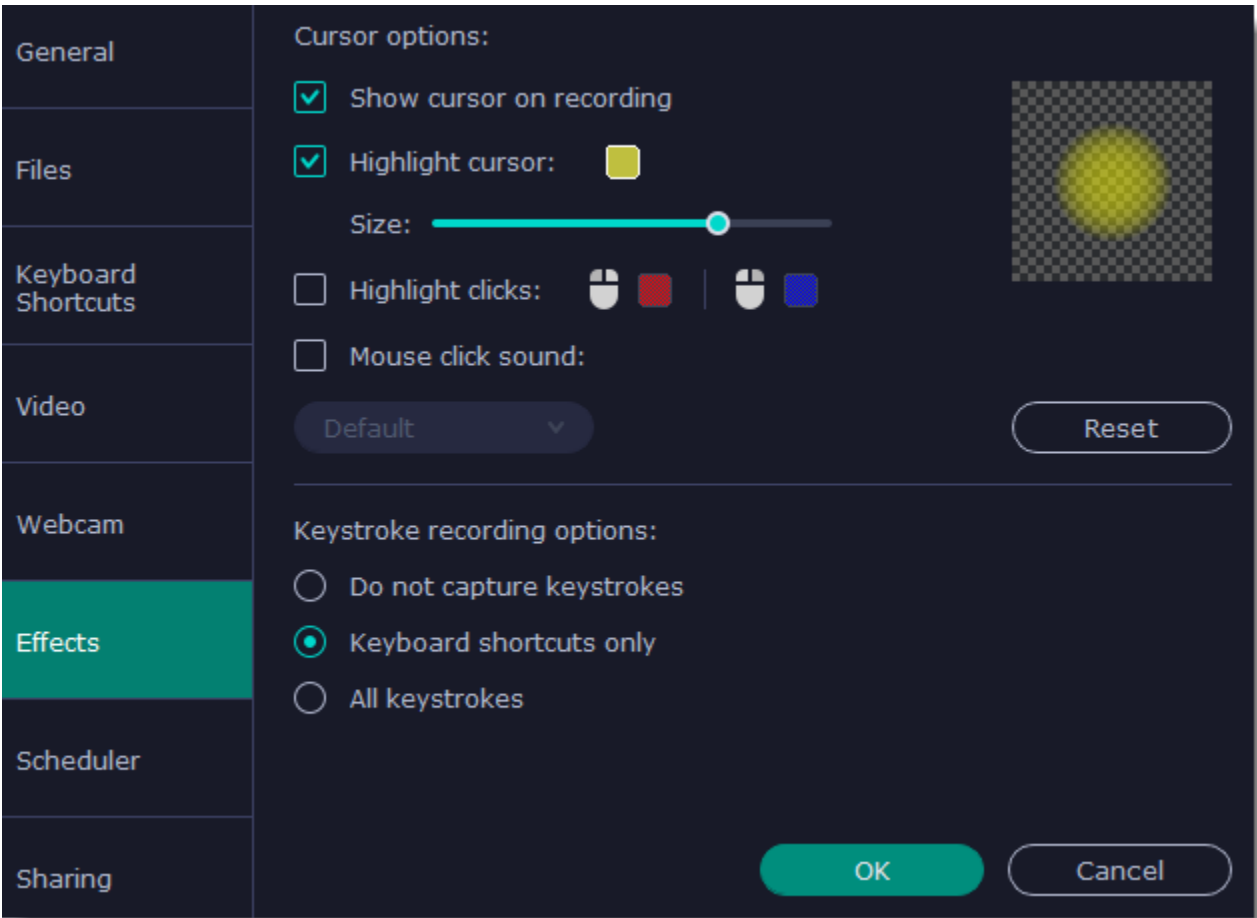 General
Files
Keyboard
Shortcuts
Video
Webcam
Effects
Scheduler
Sharing
Cursor options:
Show cursor on recording
Highlight cursor:
Size:
Highlight clicks:
Mouse click sound:
Default
Reset
Keystroke recording options:
Do not capture keystrokes
Keyboard shortcuts only
All keystrokes
OK
Cancel